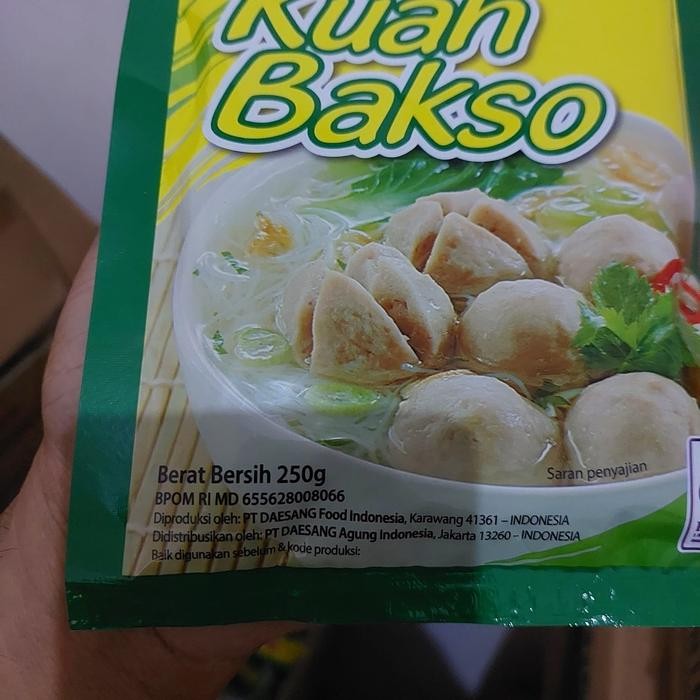 Kuah
Bakso
Berat Bersih 250g
Saran penyajian
BPOM RI MD 655628008066
Diproduksi oleh: PT DAESANG Food Indonesia, Karawang 41361 – INDONESIA
Didistribusikan oleh: PT DAESANG Agung Indonesia, Jakarta 13260 – INDONESIA
Baik digunakan sebelum & kode produksi: